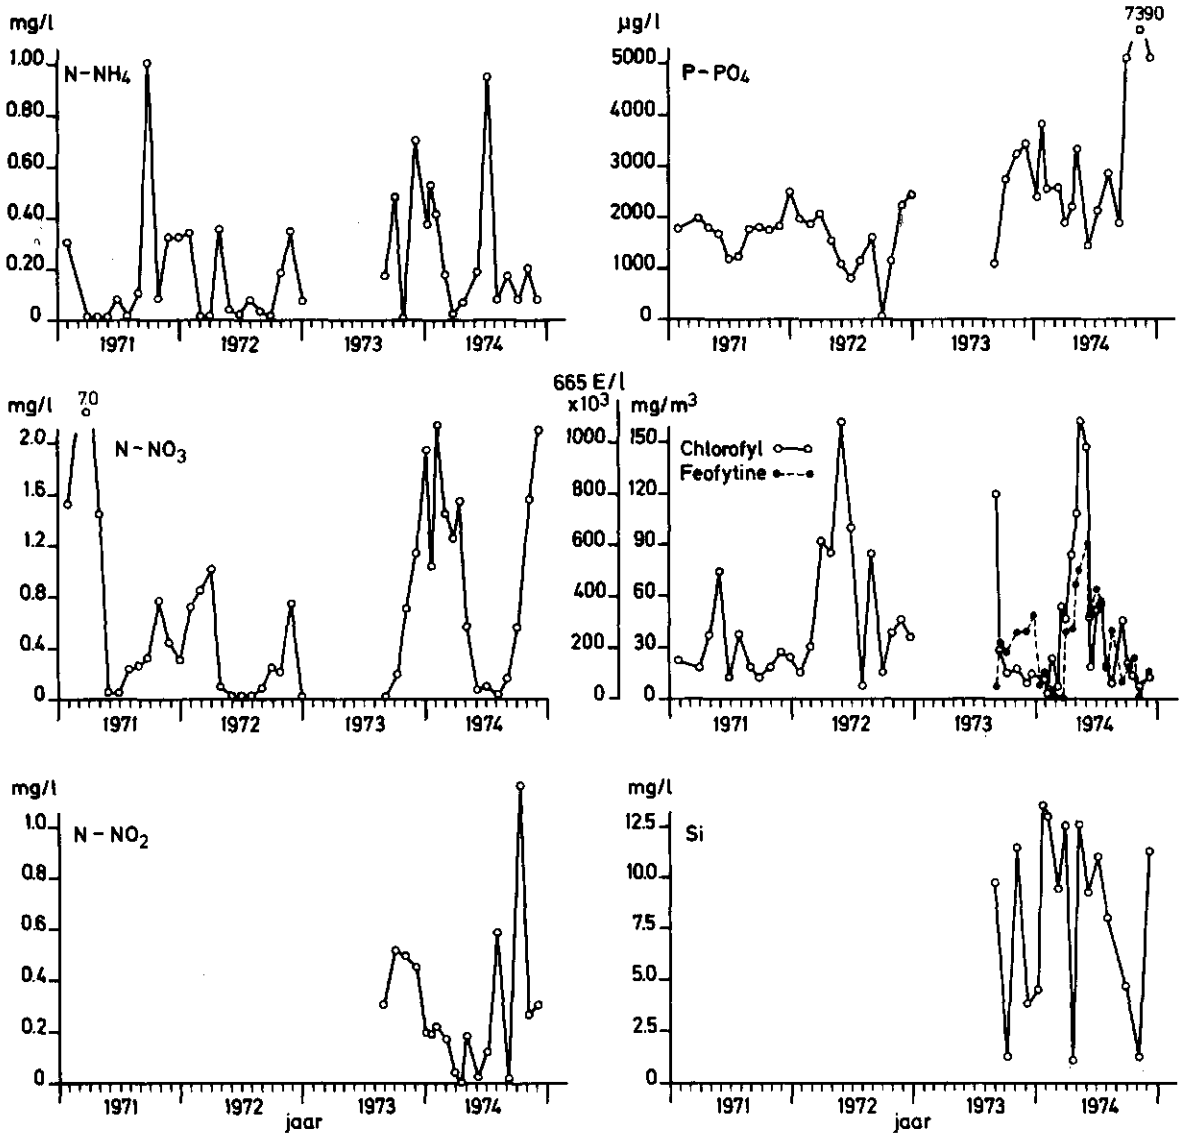 mg/l
N-NH4
1.00
0.80
0.60
0.40
0.20
0
1971 1972 1973 1974
µg/l
7390
P-PO4
5000
4000
3000
2000
1000
0
1971 1972 1973 1974
mg/l
7.0
N-NO3
2.0
1.6
1.2
0.8
0.4
0
1971 1972 1973 1974
665 E/l
x10³
mg/m³
1000
800
600
400
200
0
150
120
90
60
30
0
Chlorofyl
Feofytine
1971 1972 1973 1974
mg/l
N-NO2
1.0
0.8
0.6
0.4
0.2
0
1971 1972 1973 1974
jaar
mg/l
Si
12.5
10.0
7.5
5.0
2.5
0
1971 1972 1973 1974
jaar